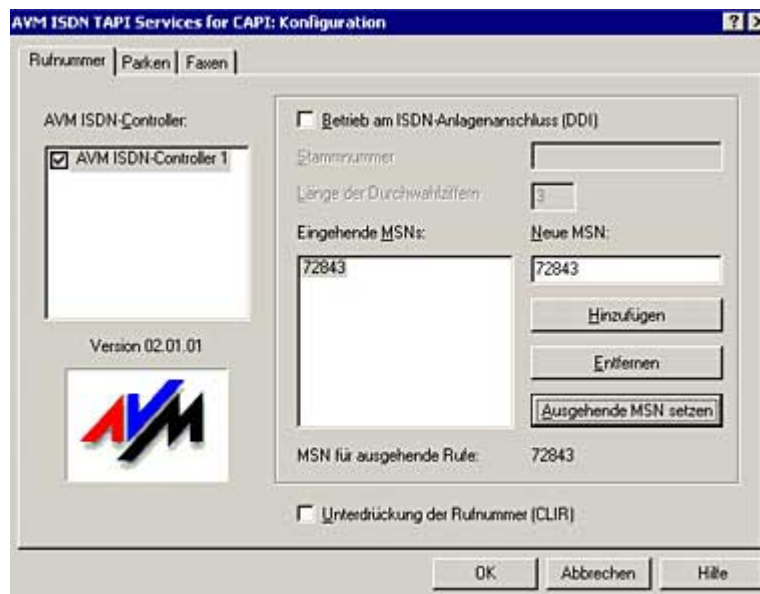 AVM ISDN TAPI Services for CAPI: Konfiguration
Rufnummer Parken Faxen
AVM ISDN-Controller:
AVM ISDN-Controller 1
Version 02.01.01
AVM
Betrieb am ISDN-Anlagenanschluss (DDI)
Stammnummer
Länge der Durchwahlziffern 3
Eingehende MSNs:
72843
Neue MSN:
72843
Hinzufügen
Entfernen
Ausgehende MSN setzen
MSN für ausgehende Rufe: 72843
Unterdrückung der Rufnummer (CLIR)
OK Abbrechen Hilfe